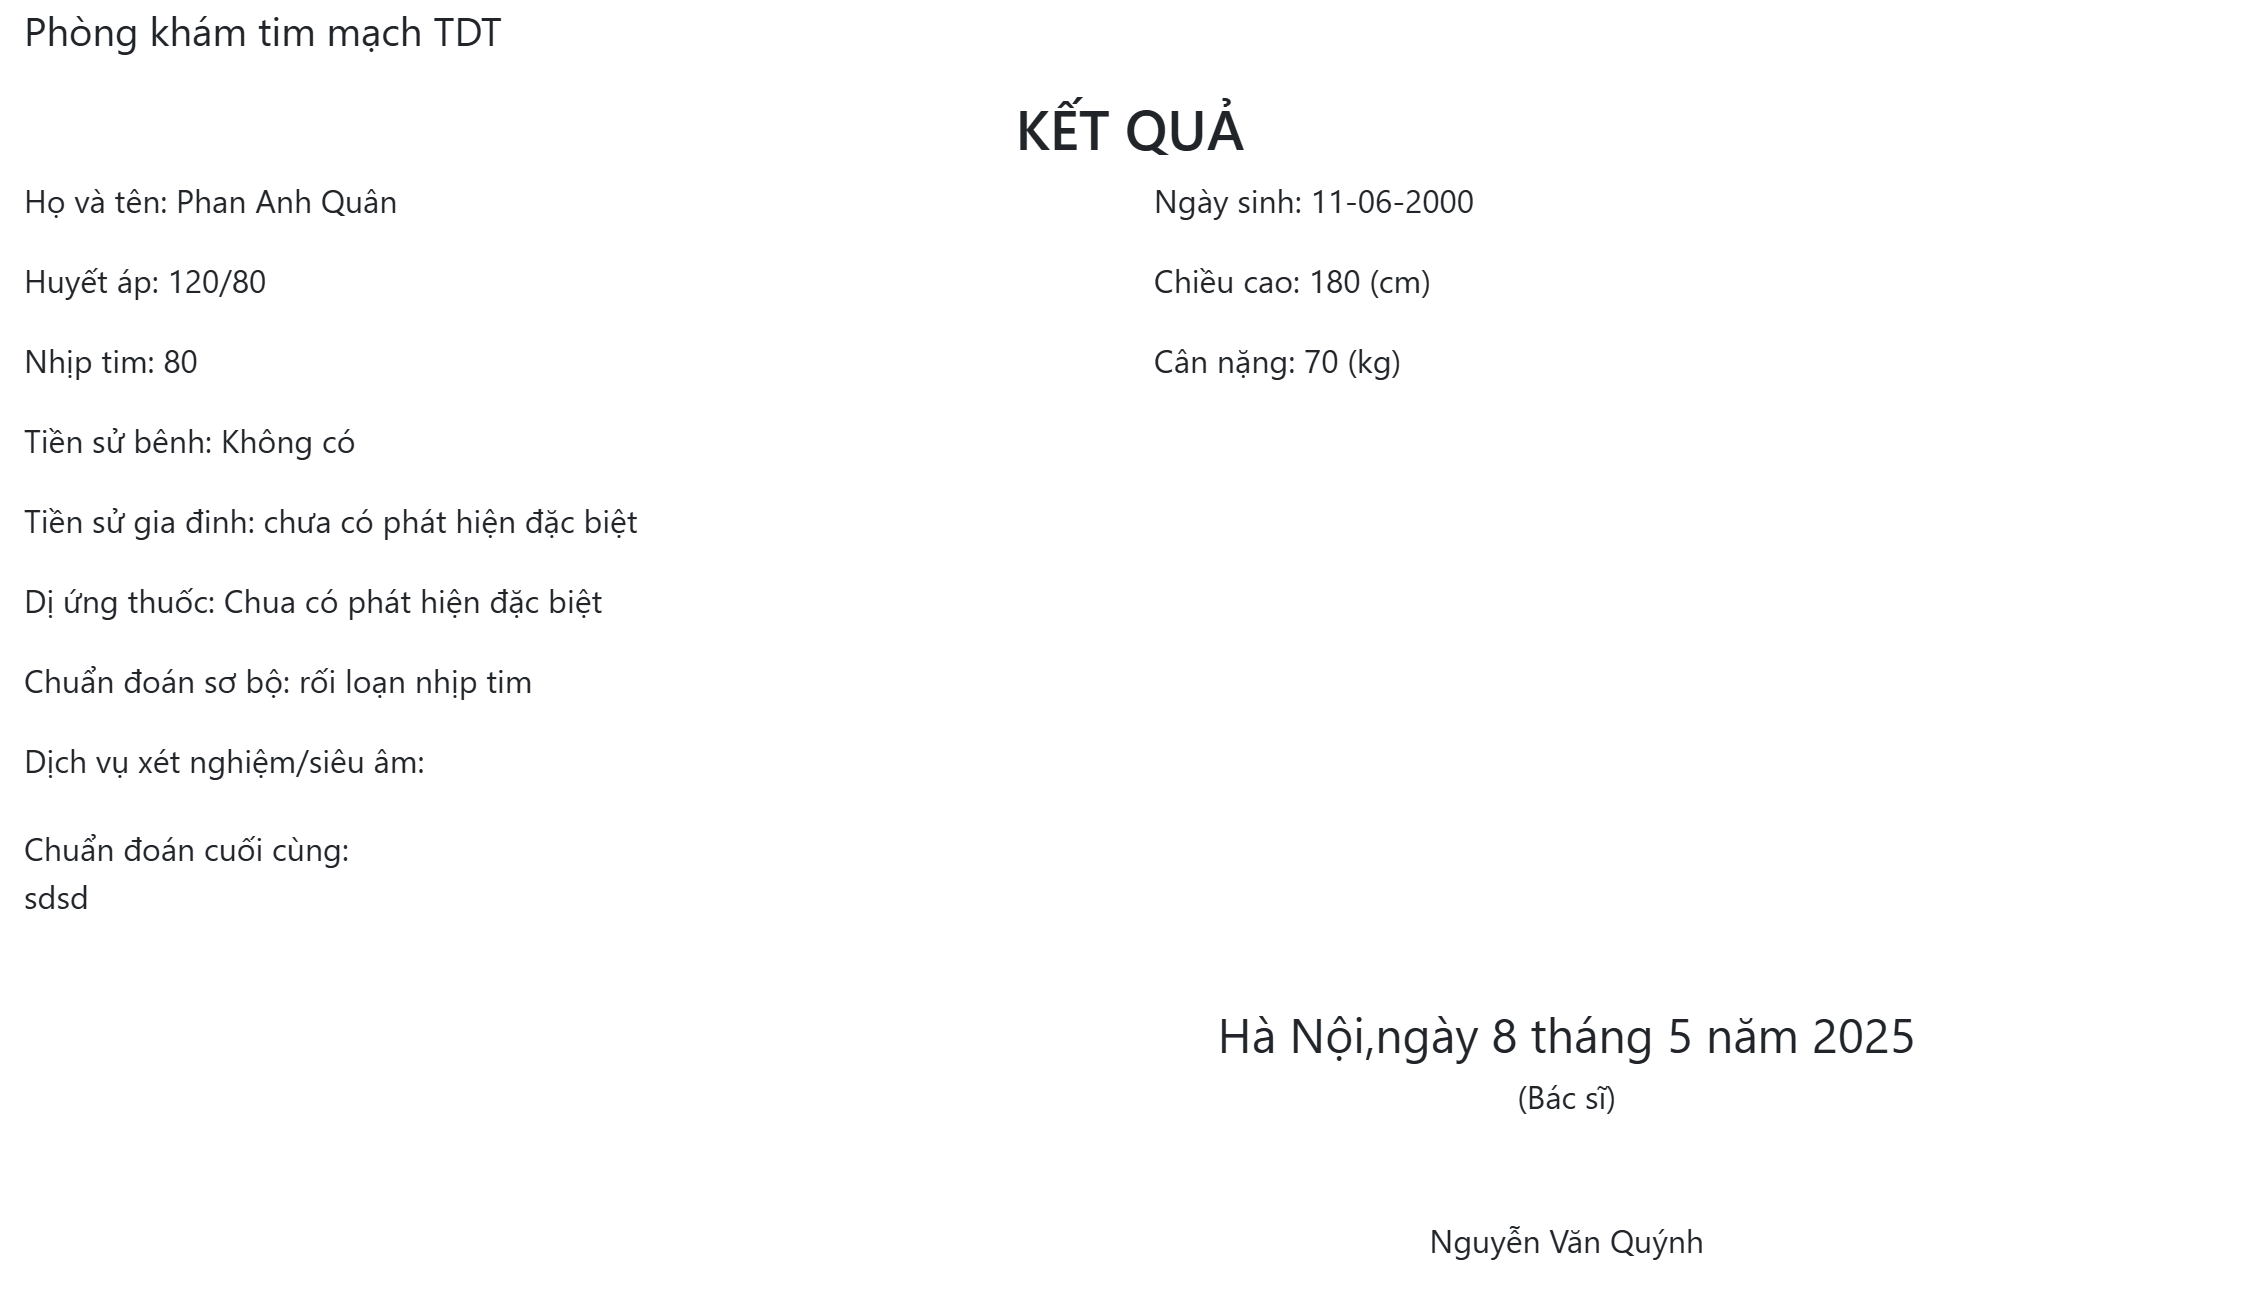 Phòng khám tim mạch TDT
KẾT QUẢ
Họ và tên: Phan Anh Quân
Ngày sinh: 11-06-2000
Huyết áp: 120/80
Chiều cao: 180 (cm)
Nhịp tim: 80
Cân nặng: 70 (kg)
Tiền sử bênh: Không có
Tiền sử gia đinh: chưa có phát hiện đặc biệt
Dị ứng thuốc: Chua có phát hiện đặc biệt
Chuẩn đoán sơ bộ: rối loạn nhịp tim
Dịch vụ xét nghiệm/siêu âm:
Chuẩn đoán cuối cùng:
sdsd
Hà Nội,ngày 8 tháng 5 năm 2025
(Bác sĩ)
Nguyễn Văn Quýnh